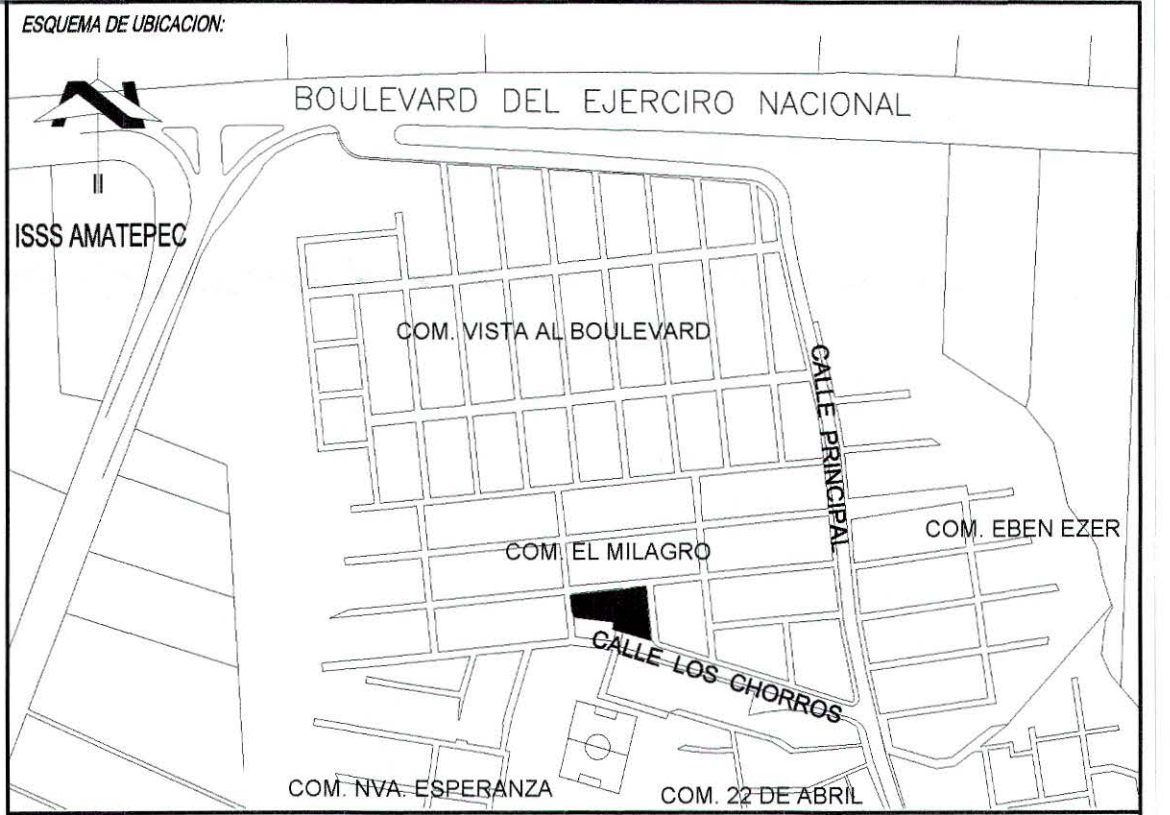 ESQUEMA DE UBICACION:
BOULEVARD DEL EJERCIRO NACIONAL
ISSS AMATEPEC
COM. VISTA AL BOULEVARD
CALLE PRINCIPAL
COM. EBEN EZER
COM. EL MILAGRO
CALLE LOS CHORROS
COM. NVA. ESPERANZA
COM. 22 DE ABRIL